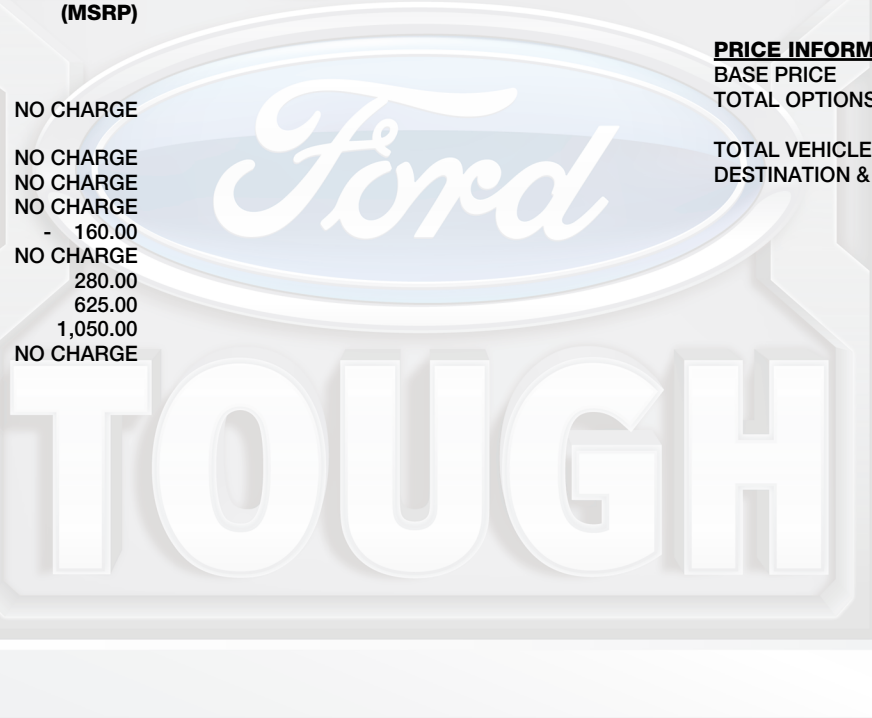 (MSRP)
NO CHARGE
NO CHARGE
NO CHARGE
NO CHARGE
- 160.00
NO CHARGE
280.00
625.00
1,050.00
NO CHARGE
PRICE INFORM
BASE PRICE
TOTAL OPTIONS
TOTAL VEHICLE
DESTINATION &
Ford
TOUGH